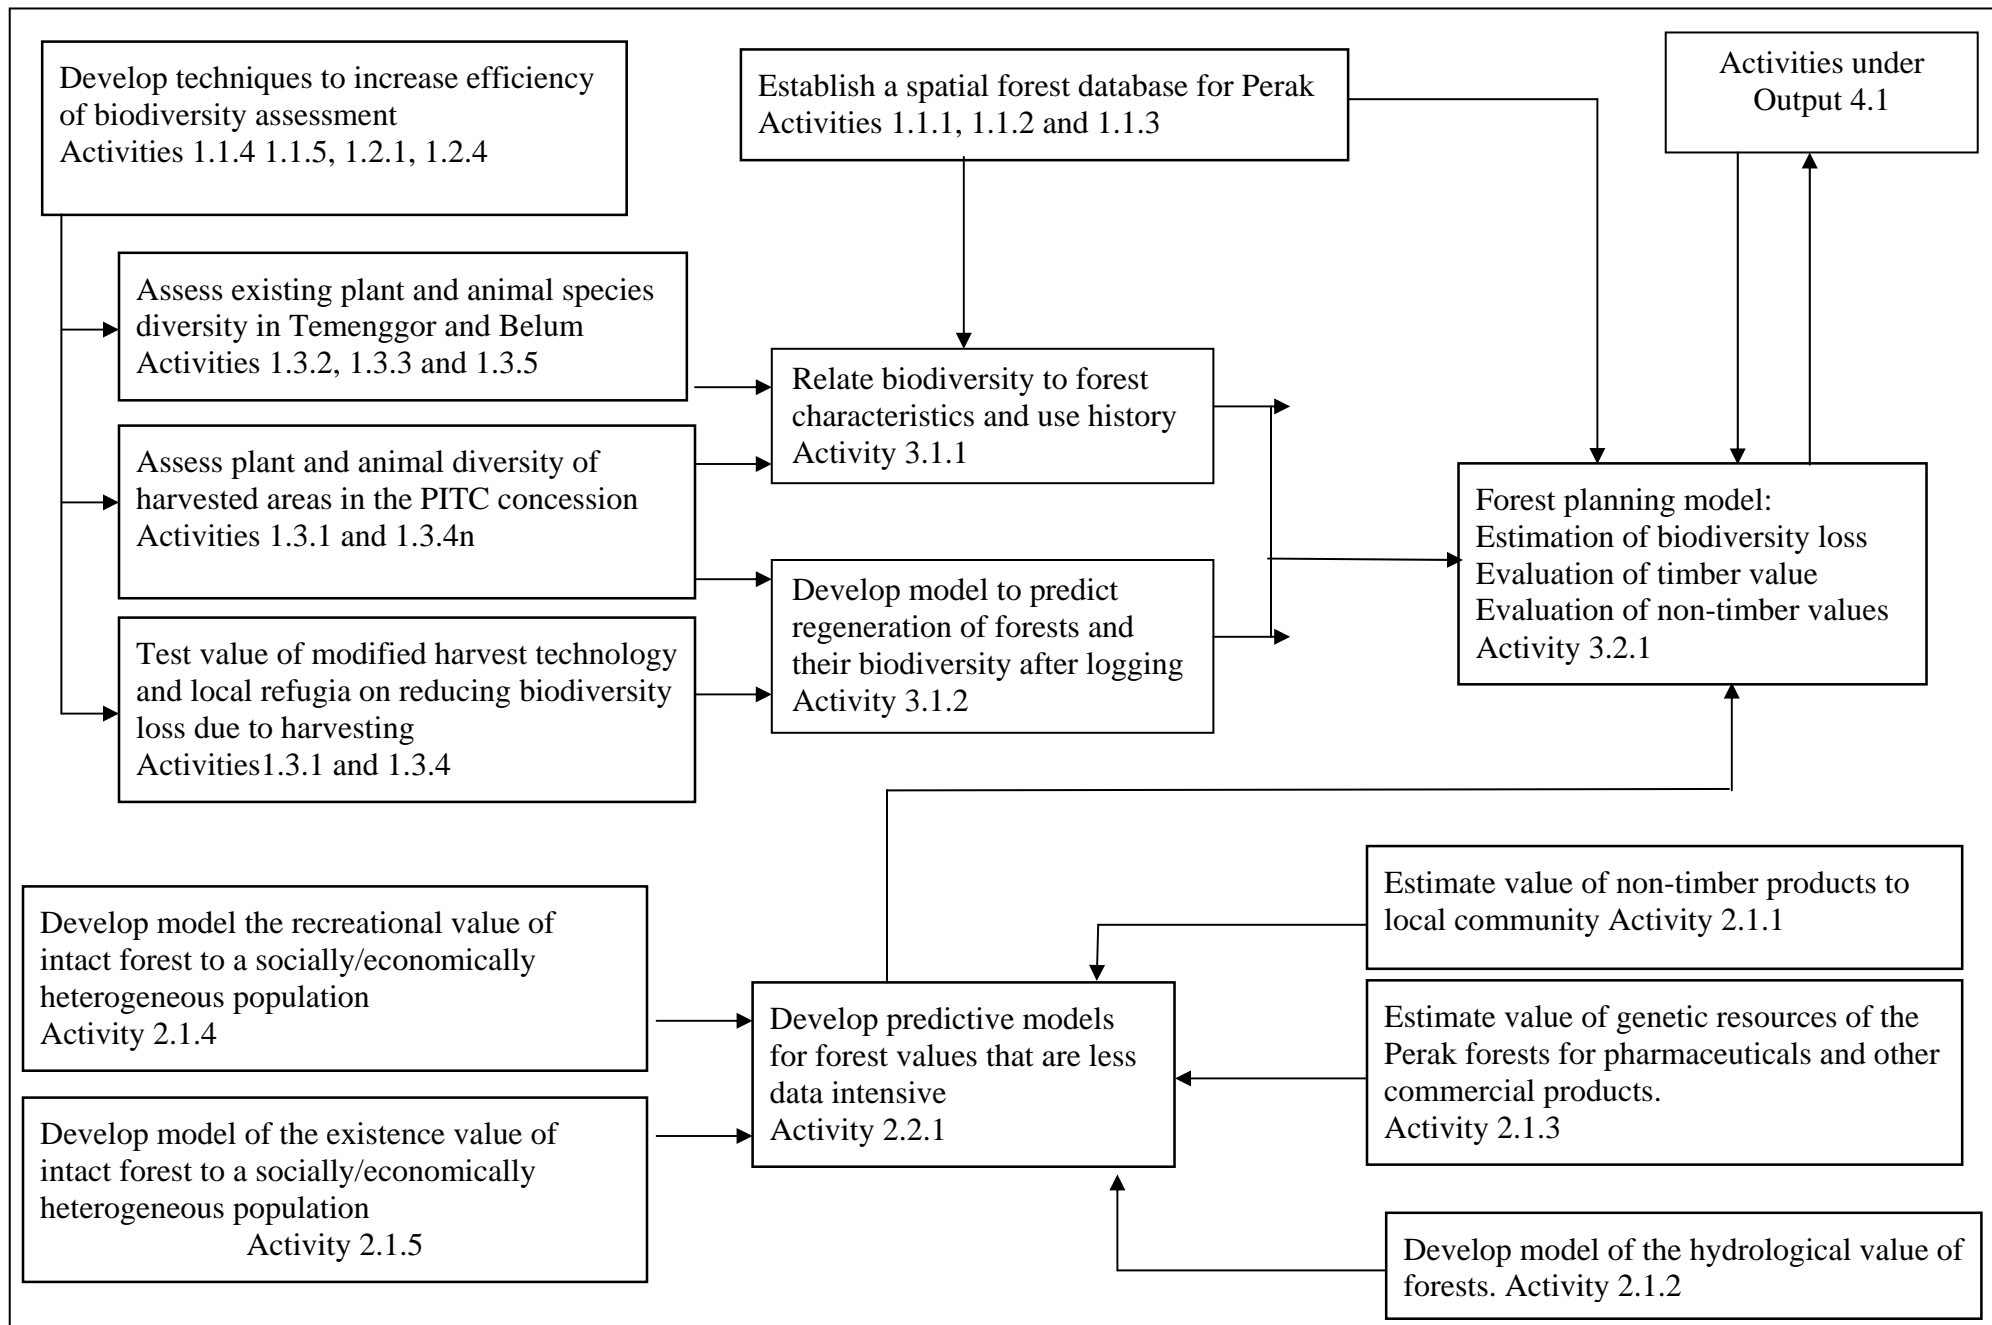 Develop techniques to increase efficiency
of biodiversity assessment
Activities 1.1.4 1.1.5, 1.2.1, 1.2.4
Establish a spatial forest database for Perak
Activities 1.1.1, 1.1.2 and 1.1.3
Activities under
Output 4.1
Assess existing plant and animal species
diversity in Temenggor and Belum
Activities 1.3.2, 1.3.3 and 1.3.5
Relate biodiversity to forest
characteristics and use history
Activity 3.1.1
Assess plant and animal diversity of
harvested areas in the PITC concession
Activities 1.3.1 and 1.3.4n
Forest planning model:
Estimation of biodiversity loss
Evaluation of timber value
Evaluation of non-timber values
Activity 3.2.1
Develop model to predict
regeneration of forests and
their biodiversity after logging
Activity 3.1.2
Test value of modified harvest technology
and local refugia on reducing biodiversity
loss due to harvesting
Activities1.3.1 and 1.3.4
Estimate value of non-timber products to
local community Activity 2.1.1
Develop model the recreational value of
intact forest to a socially/economically
heterogeneous population
Activity 2.1.4
Develop predictive models
for forest values that are less
data intensive
Activity 2.2.1
Estimate value of genetic resources of the
Perak forests for pharmaceuticals and other
commercial products.
Activity 2.1.3
Develop model of the existence value of
intact forest to a socially/economically
heterogeneous population
Activity 2.1.5
Develop model of the hydrological value of
forests. Activity 2.1.2